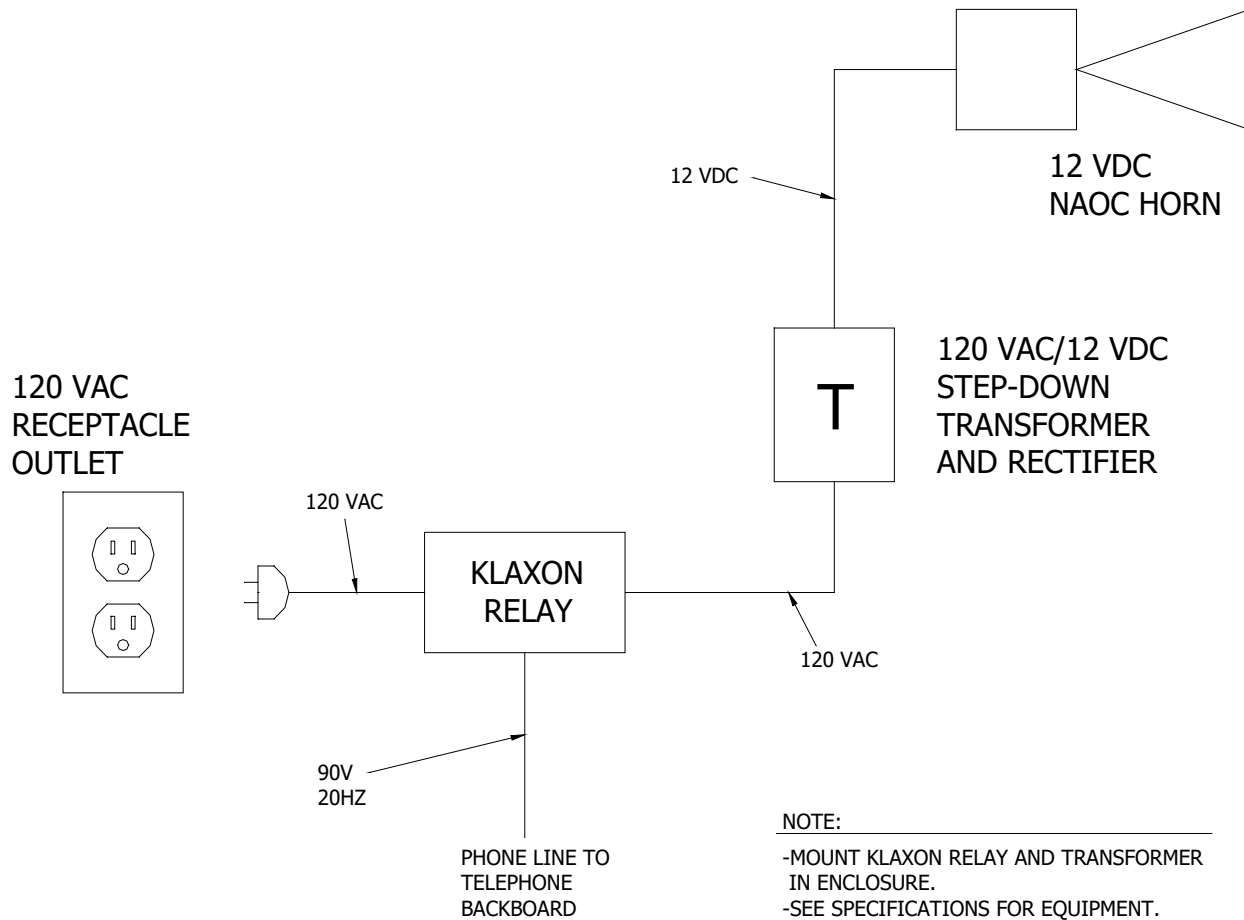 12 VDC
NAOC HORN
12 VDC
120 VAC/12 VDC
STEP-DOWN
TRANSFORMER
AND RECTIFIER
T
120 VAC
RECEPTACLE
OUTLET
120 VAC
KLAXON
RELAY
120 VAC
90V
20HZ
PHONE LINE TO
TELEPHONE
BACKBOARD
NOTE:
-MOUNT KLAXON RELAY AND TRANSFORMER
IN ENCLOSURE.
-SEE SPECIFICATIONS FOR EQUIPMENT.